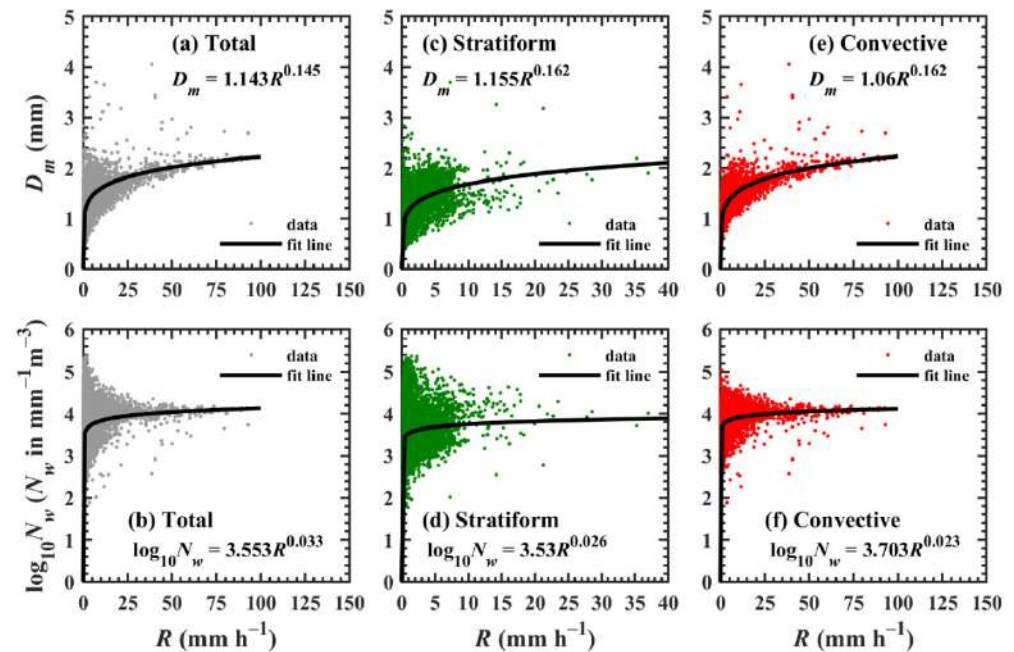 (a) Total
D_m = 1.143R^0.145
data
fit line
D_m (mm)
5
4
3
2
1
0
0 25 50 75 100 125 150
(c) Stratiform
D_m = 1.155R^0.162
data
fit line
0 5 10 15 20 25 30 35 40
(e) Convective
D_m = 1.06R^0.162
data
fit line
0 25 50 75 100 125 150
data
fit line
log10 N_w (N_w in mm^−1 m^−3)
6
5
4
3
2
1
0
(b) Total
log10 N_w = 3.553R^0.033
0 25 50 75 100 125 150
R (mm h^−1)
data
fit line
(d) Stratiform
log10 N_w = 3.53R^0.026
0 5 10 15 20 25 30 35 40
R (mm h^−1)
data
fit line
(f) Convective
log10 N_w = 3.703R^0.023
0 25 50 75 100 125 150
R (mm h^−1)